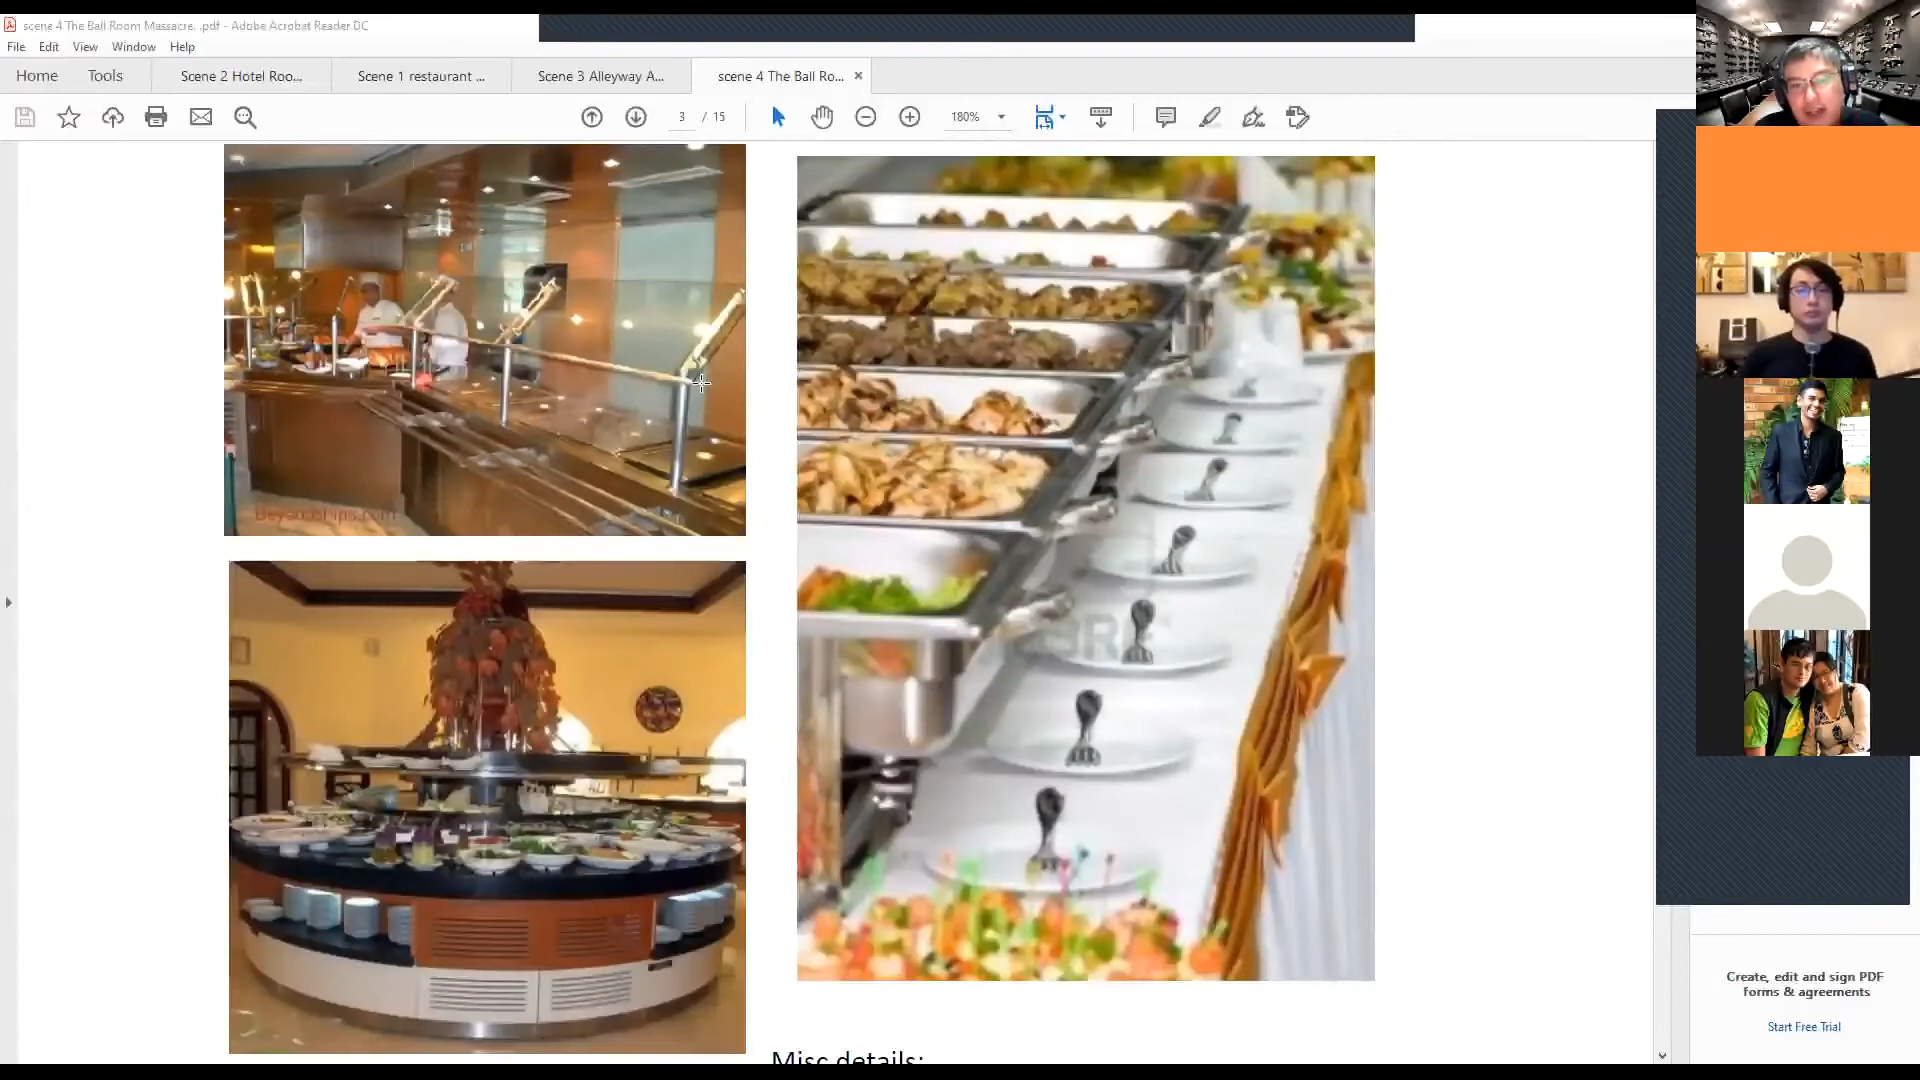 scene 4 The Ball Room Massacre. .pdf - Adobe Acrobat Reader DC
File Edit View Window Help
Home Tools Scene 2 Hotel Roo... Scene 1 restaurant ... Scene 3 Alleyway A... scene 4 The Ball Ro...
3 / 15 180%
Beyondships.com
Misc details:
Create, edit and sign PDF
forms & agreements
Start Free Trial